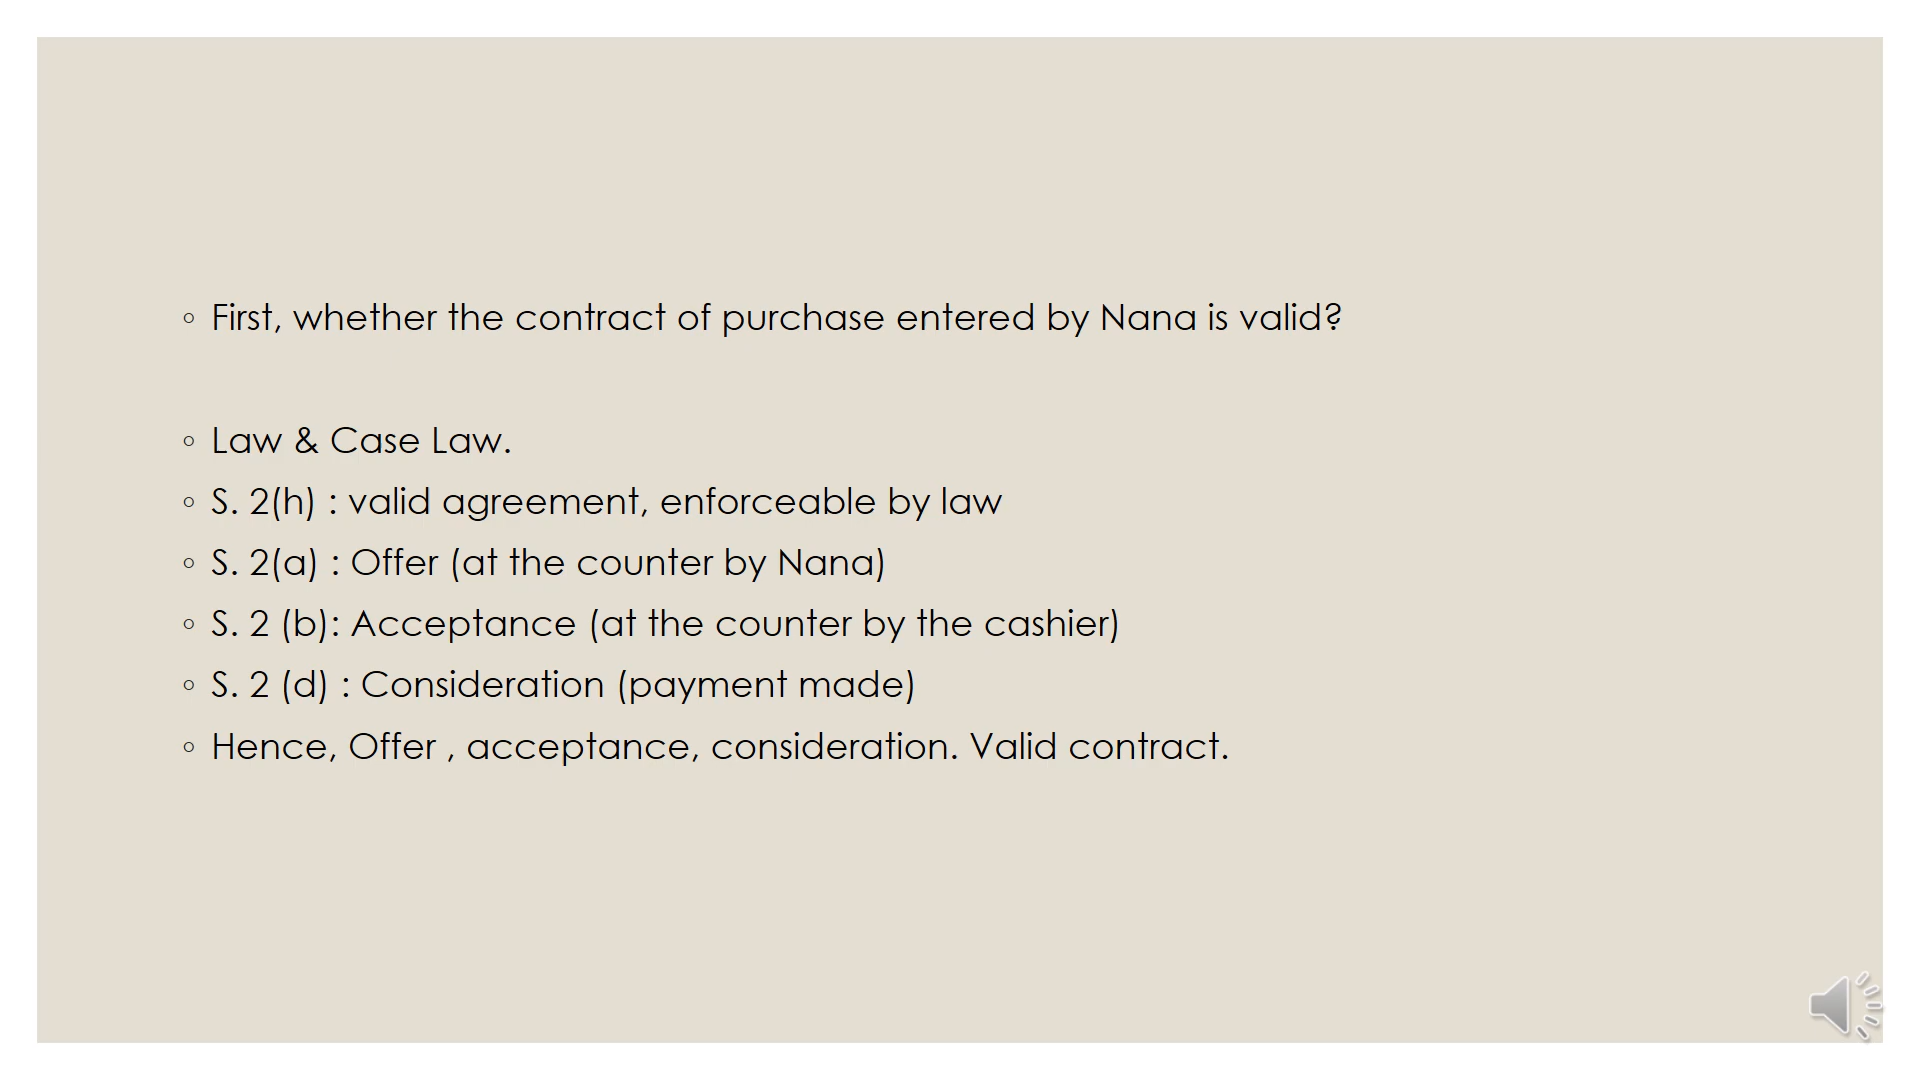 ◦ First, whether the contract of purchase entered by Nana is valid?
◦ Law & Case Law.
◦ S. 2(h) : valid agreement, enforceable by law
◦ S. 2(a) : Offer (at the counter by Nana)
◦ S. 2 (b): Acceptance (at the counter by the cashier)
◦ S. 2 (d) : Consideration (payment made)
◦ Hence, Offer , acceptance, consideration. Valid contract.